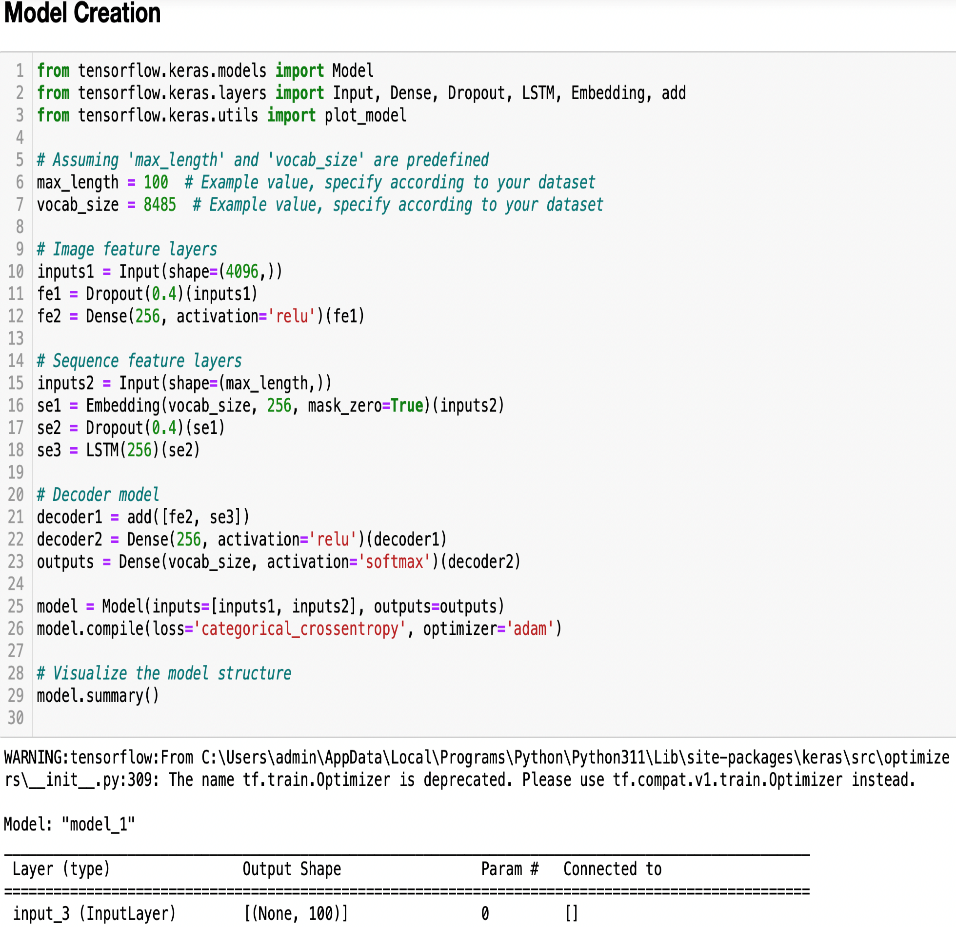 Model Creation
1 from tensorflow.keras.models import Model
2 from tensorflow.keras.layers import Input, Dense, Dropout, LSTM, Embedding, add
3 from tensorflow.keras.utils import plot_model
4
5 # Assuming 'max_length' and 'vocab_size' are predefined
6 max_length = 100  # Example value, specify according to your dataset
7 vocab_size = 8485  # Example value, specify according to your dataset
8
9 # Image feature layers
10 inputs1 = Input(shape=(4096,))
11 fe1 = Dropout(0.4)(inputs1)
12 fe2 = Dense(256, activation='relu')(fe1)
13
14 # Sequence feature layers
15 inputs2 = Input(shape=(max_length,))
16 se1 = Embedding(vocab_size, 256, mask_zero=True)(inputs2)
17 se2 = Dropout(0.4)(se1)
18 se3 = LSTM(256)(se2)
19
20 # Decoder model
21 decoder1 = add([fe2, se3])
22 decoder2 = Dense(256, activation='relu')(decoder1)
23 outputs = Dense(vocab_size, activation='softmax')(decoder2)
24
25 model = Model(inputs=[inputs1, inputs2], outputs=outputs)
26 model.compile(loss='categorical_crossentropy', optimizer='adam')
27
28 # Visualize the model structure
29 model.summary()
30
WARNING:tensorflow:From C:\Users\admin\AppData\Local\Programs\Python\Python311\Lib\site-packages\keras\src\optimize
rs\__init__.py:309: The name tf.train.Optimizer is deprecated. Please use tf.compat.v1.train.Optimizer instead.
Model: "model_1"
Layer (type) Output Shape Param # Connected to
input_3 (InputLayer) [(None, 100)] 0 []